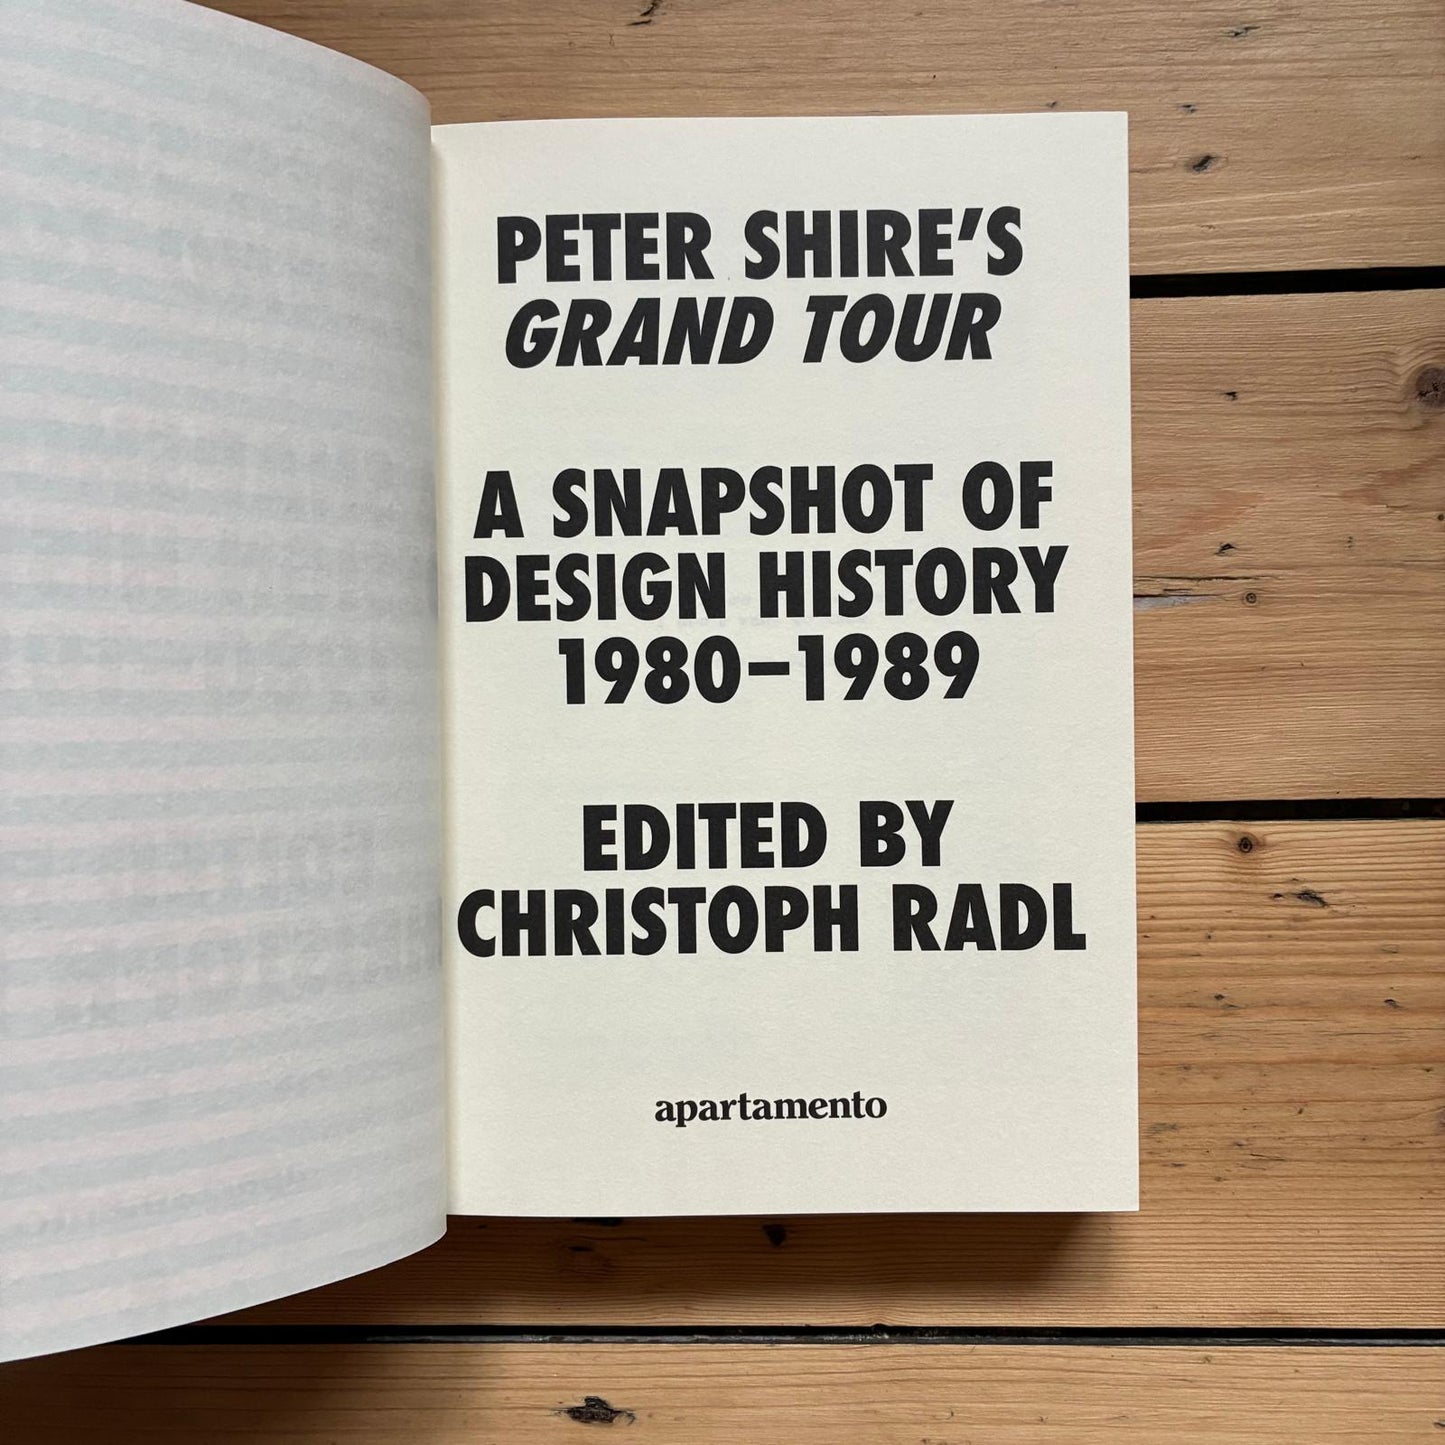 PETER SHIRE’S
GRAND TOUR
A SNAPSHOT OF
DESIGN HISTORY
1980–1989
EDITED BY
CHRISTOPH RADL
apartamento